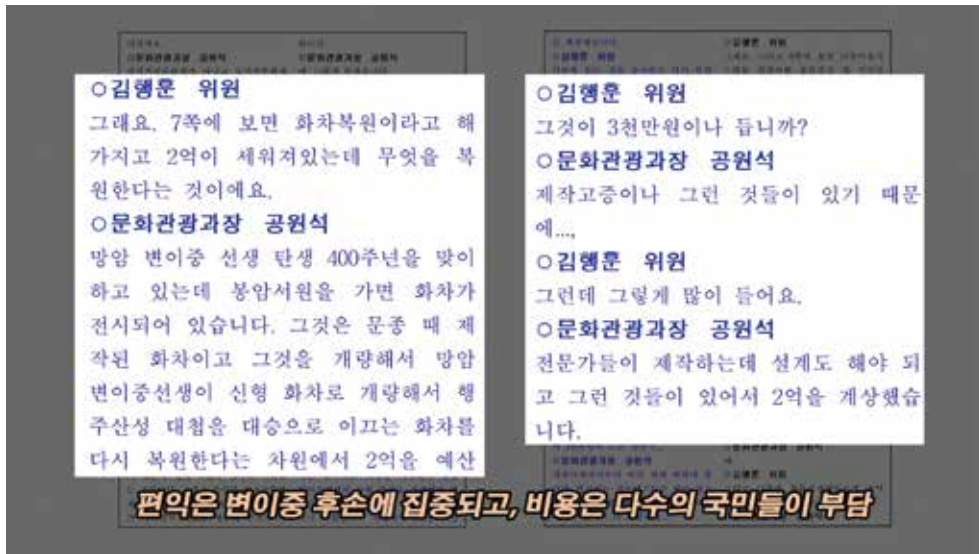 ○김행훈 위원
그래요. 7쪽에 보면 화차복원이라고 해
가지고 2억이 세워져있는데 무엇을 복
원한다는 것이에요.
○문화관광과장 공원석
망암 변이중 선생 탄생 400주년을 맞이
하고 있는데 봉암서원을 가면 화차가
전시되어 있습니다. 그것은 문종 때 제
작된 화차이고 그것을 개량해서 망암
변이중선생이 신형 화차로 개량해서 행
주산성 대첩을 대승으로 이끄는 화차를
다시 복원한다는 차원에서 2억을 예산
○김행훈 위원
그것이 3천만원이나 듭니까?
○문화관광과장 공원석
제작고증이나 그런 것들이 있기 때문
에...,
○김행훈 위원
그런데 그렇게 많이 들어요.
○문화관광과장 공원석
전문가들이 제작하는데 설계도 해야 되
고 그런 것들이 있어서 2억을 계상했습
니다.
편익은 변이중 후손에 집중되고, 비용은 다수의 국민들이 부담